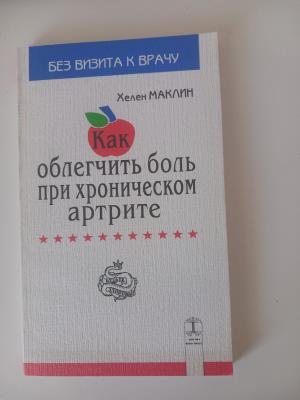 БЕЗ ВИЗИТА К ВРАЧУ
Хелен МАКЛИН
Как
облегчить боль
при хроническом
артрите